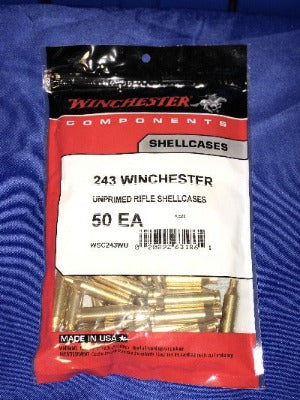 WINCHESTER
COMPONENTS
SHELLCASES
243 WINCHESTER
UNPRIMED RIFLE SHELLCASES
50 EA
WSC243WU
MADE IN USA